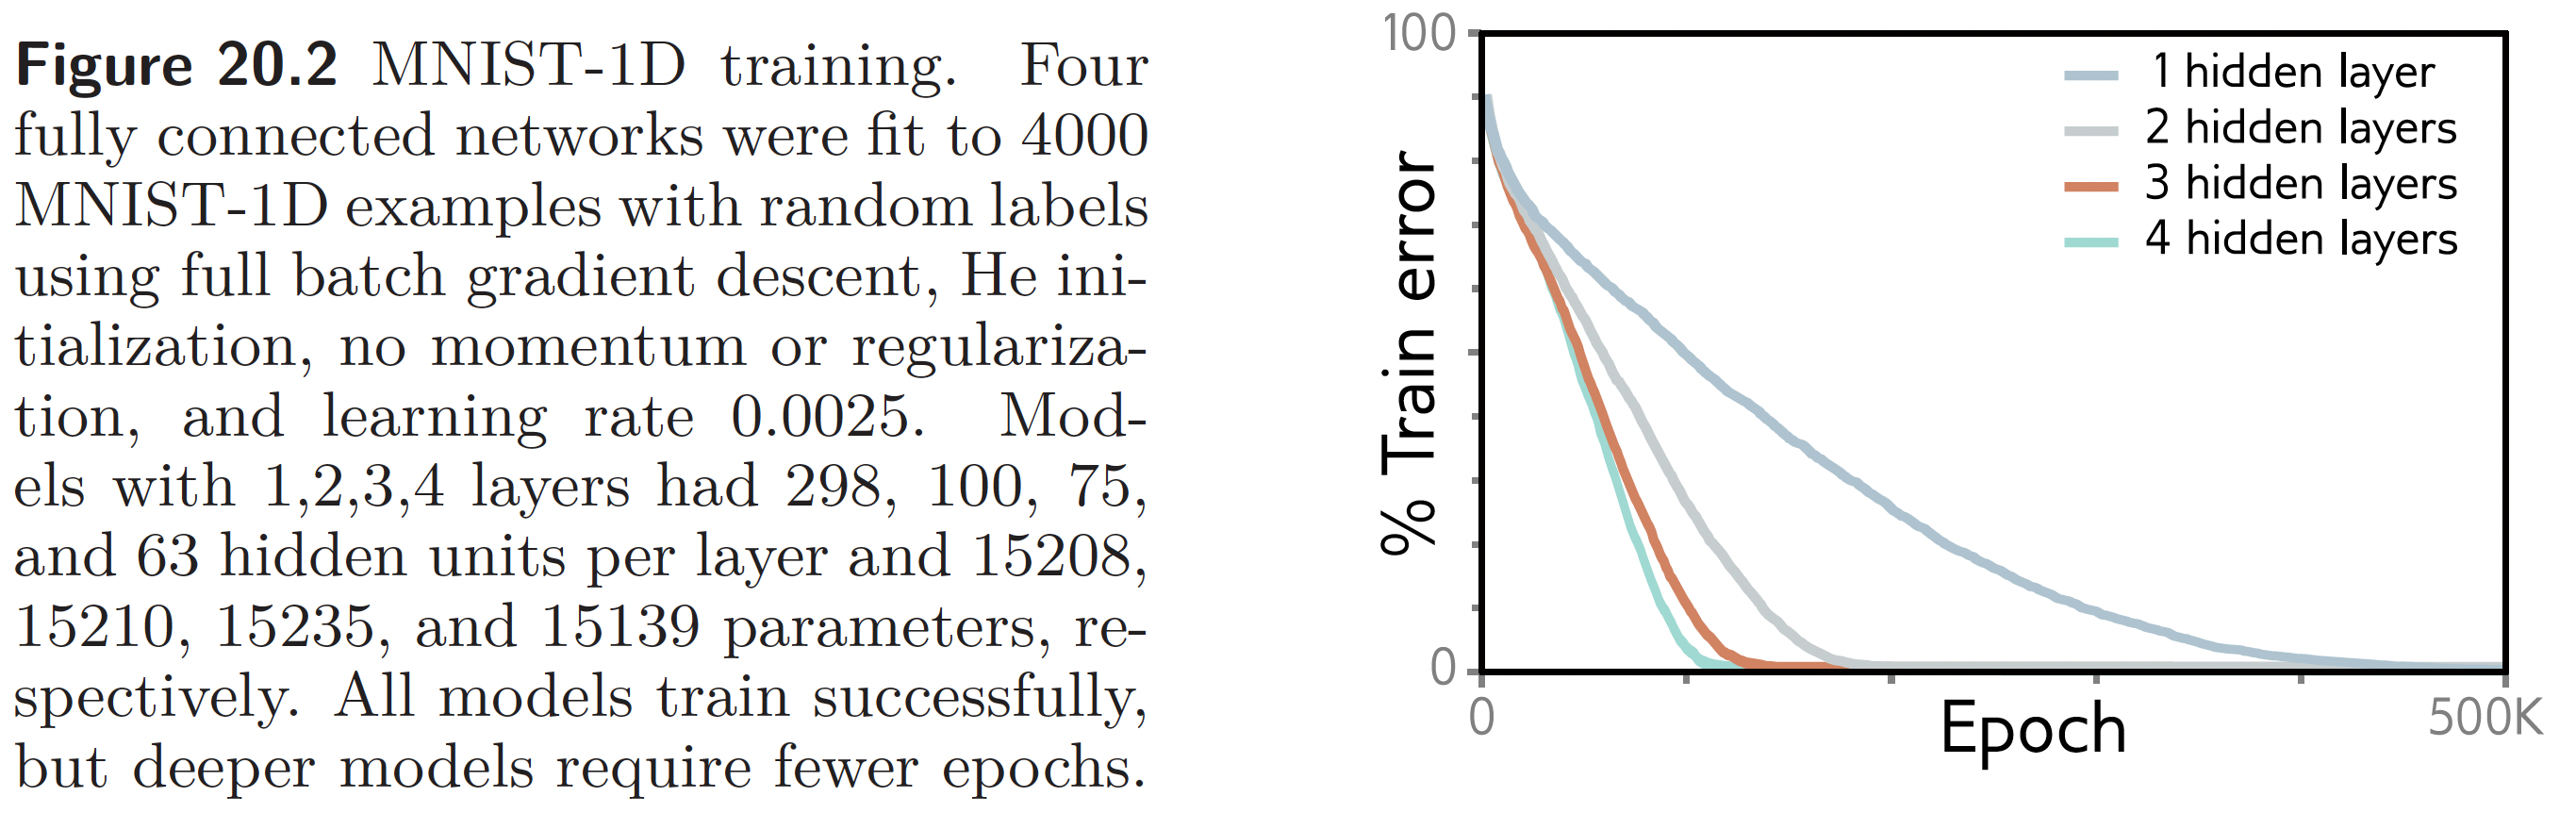 Figure 20.2 MNIST-1D training. Four
fully connected networks were fit to 4000
MNIST-1D examples with random labels
using full batch gradient descent, He ini-
tialization, no momentum or regulariza-
tion, and learning rate 0.0025. Mod-
els with 1,2,3,4 layers had 298, 100, 75,
and 63 hidden units per layer and 15208,
15210, 15235, and 15139 parameters, re-
spectively. All models train successfully,
but deeper models require fewer epochs.
100
% Train error
0
1 hidden layer
2 hidden layers
3 hidden layers
4 hidden layers
0
Epoch
500K